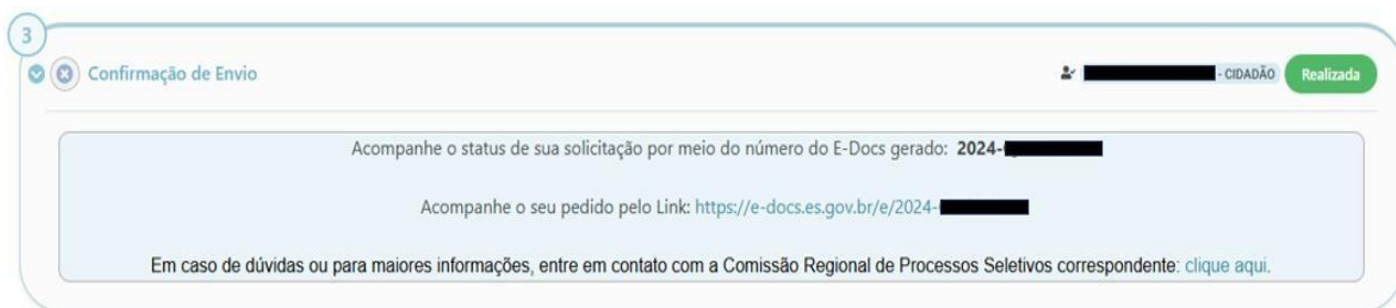 3
Confirmação de Envio - CIDADÃO Realizada
Acompanhe o status de sua solicitação por meio do número do E-Docs gerado: 2024-
Acompanhe o seu pedido pelo Link: https://e-docs.es.gov.br/e/2024-
Em caso de dúvidas ou para maiores informações, entre em contato com a Comissão Regional de Processos Seletivos correspondente: clique aqui.